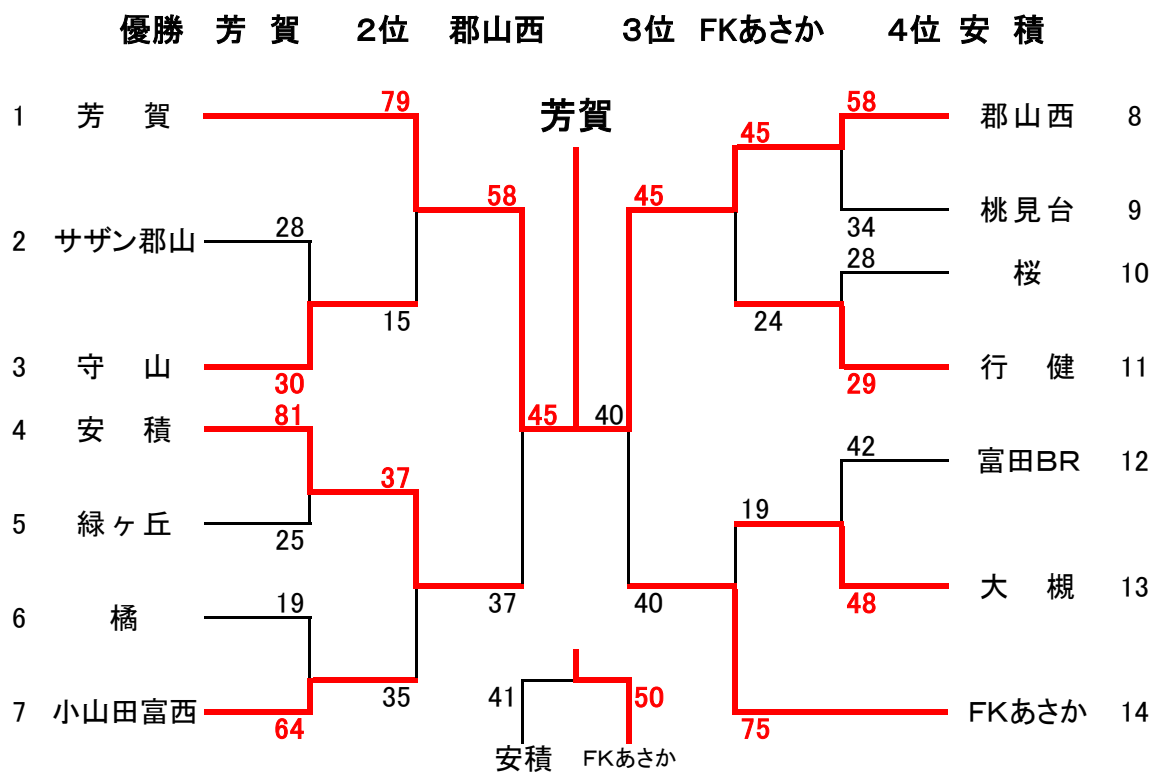 優勝 芳 賀 2位 郡山西 3位 FKあさか 4位 安 積
芳賀
1 芳 賀 79
58
2 サザン郡山 28
15
3 守 山 30
4 安 積 81
37
5 緑ヶ丘 25
37
6 橘 19
35
7 小山田富西 64
45 40
58 郡山西 8
45
45
34 桃見台 9
28 桜 10
24
29 行 健 11
42 富田BR 12
19
48 大 槻 13
40
75 FKあさか 14
41 50
安積 FKあさか